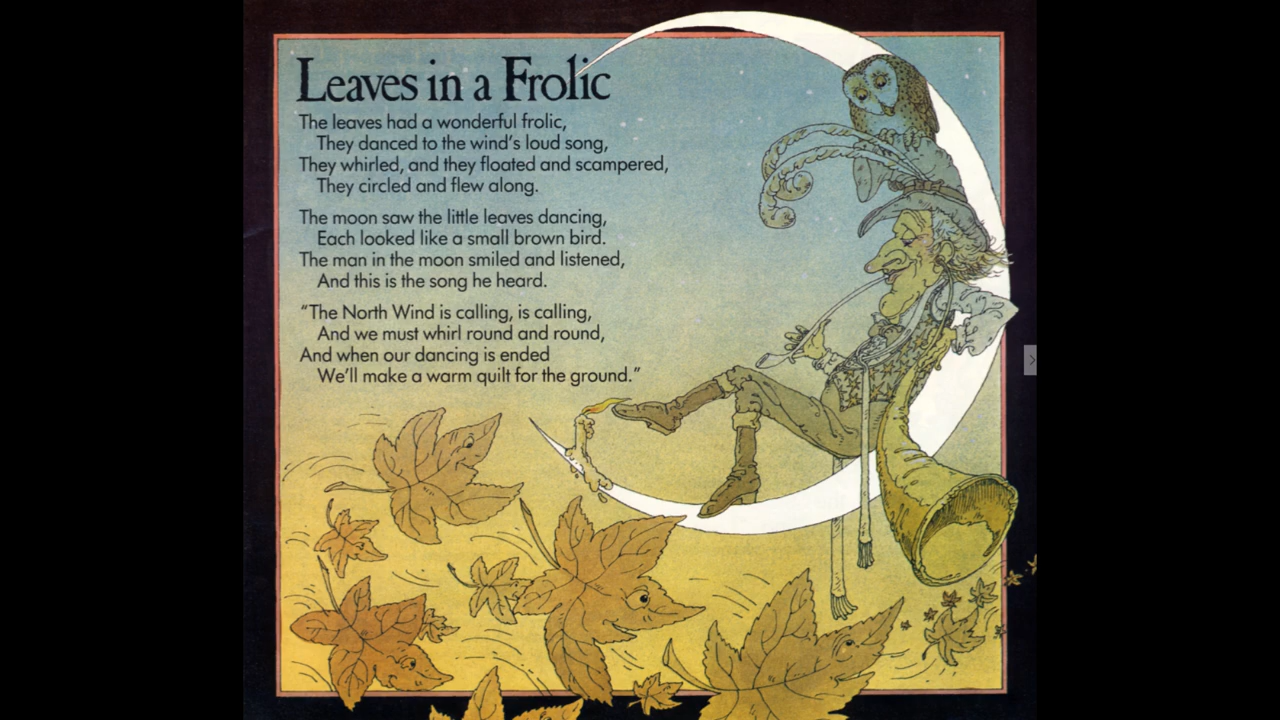 Leaves in a Frolic
The leaves had a wonderful frolic,
They danced to the wind's loud song,
They whirled, and they floated and scampered,
They circled and flew along.
The moon saw the little leaves dancing,
Each looked like a small brown bird.
The man in the moon smiled and listened,
And this is the song he heard.
“The North Wind is calling, is calling,
And we must whirl round and round,
And when our dancing is ended
We'll make a warm quilt for the ground.”